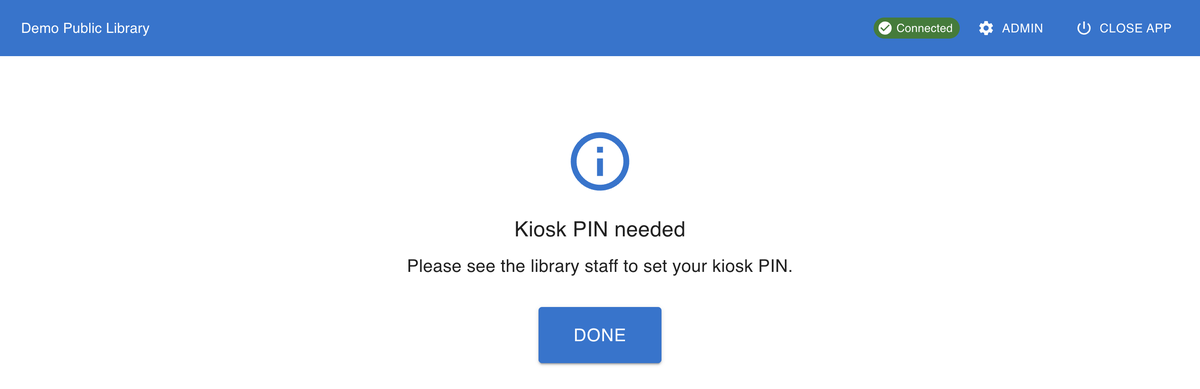 Demo Public Library
Connected
ADMIN
CLOSE APP
Kiosk PIN needed
Please see the library staff to set your kiosk PIN.
DONE